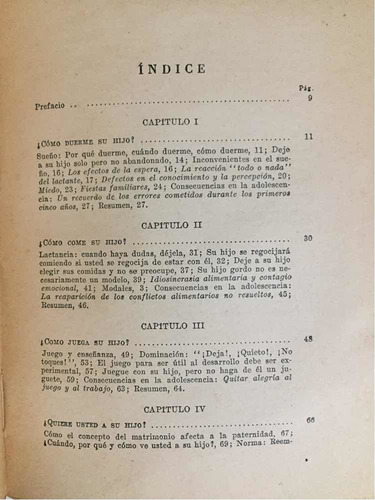 ÍNDICE
Pág.
Prefacio .. .. 9
CAPITULO I
¿CÓMO DUERME SU HIJO? 11
Sueño: Por qué duerme, cuándo duerme, cómo duerme, 11; Deje
a su hijo solo pero no abandonado, 14; Inconvenientes en el sue-
ño, 16; Los efectos de la espera, 16; La reacción "todo o nada"
del lactante, 17; Defectos en el conocimiento y la percepción, 20;
Miedo, 23; Fiestas familiares, 24; Consecuencias en la adolescen-
cia: Un recuerdo de los errores cometidos durante los primeros
cinco años, 27; Resumen, 27.
CAPITULO II
¿CÓMO COME SU HIJO? 30
Lactancia: cuando haya dudas, déjela, 31; Su hijo se regocijará
comiendo si usted se regocija de estar con él, 32; Deje a su hijo
elegir sus comidas y no se preocupe, 37; Su hijo gordo no es nece-
sariamente un modelo, 39; Idiosincrasia alimentaria y contagio
emocional, 41; Modales, 3; Consecuencias en la adolescencia:
La reaparición de los conflictos alimentarios no resueltos, 45;
Resumen, 46.
CAPITULO III
¿COMO JUEGA SU HIJO? 48
Juego y enseñanza, 49; Dominación: "¡Deja!, ¡Quieto!, ¡No
toques!", 53; El juego para ser útil al desarrollo debe ser ex-
perimental, 57; Juegue con su hijo, pero no haga de él un ju-
guete, 59; Consecuencias en la adolescencia: Quitar alegría al
juego y al trabajo, 63; Resumen, 64.
CAPITULO IV
¿QUIERE USTED A SU HIJO? 66
Cómo el concepto del matrimonio afecta a la paternidad, 67;
¿Cuándo, por qué y cómo ve usted a su hijo?, 69; Norma: Reem-